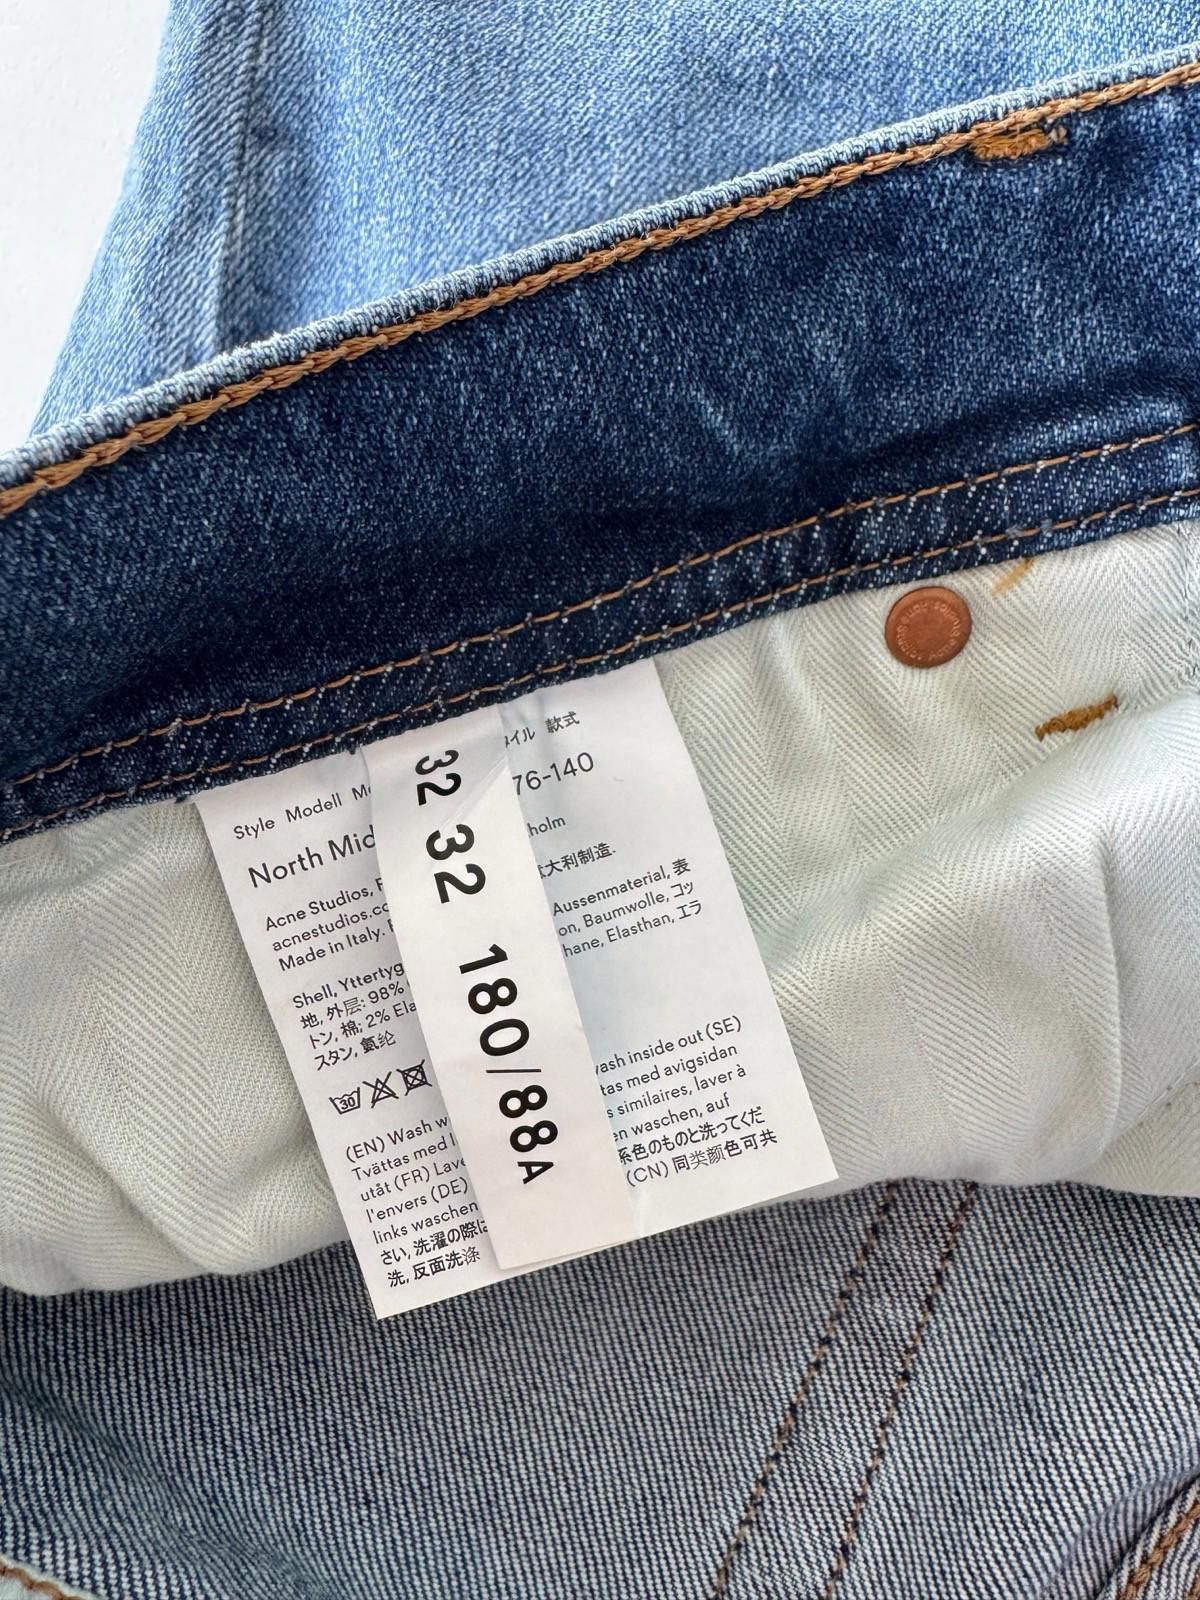 32 32 180/88A
Style Modell
イル 款式
North
76-140
Acne Studios,
holm
acnestudios.co
Made in Italy.
大利制造.
Shell, Yttertyg
Aussenmaterial, 表
地, 外层: 98%
on, Baumwolle, コッ
トン, 棉; 2% Ela
hane, Elasthan, エラ
スタン, 氨纶
30
(EN) Wash
wash inside out (SE)
Tvättas med
tas med avigsidan
utåt (FR) Lave
s similaires, laver à
l'envers (DE)
en waschen, auf
links waschen
系色のものと洗ってくだ
さい, 洗濯の際は
(CN) 同类颜色可共
洗, 反面洗涤